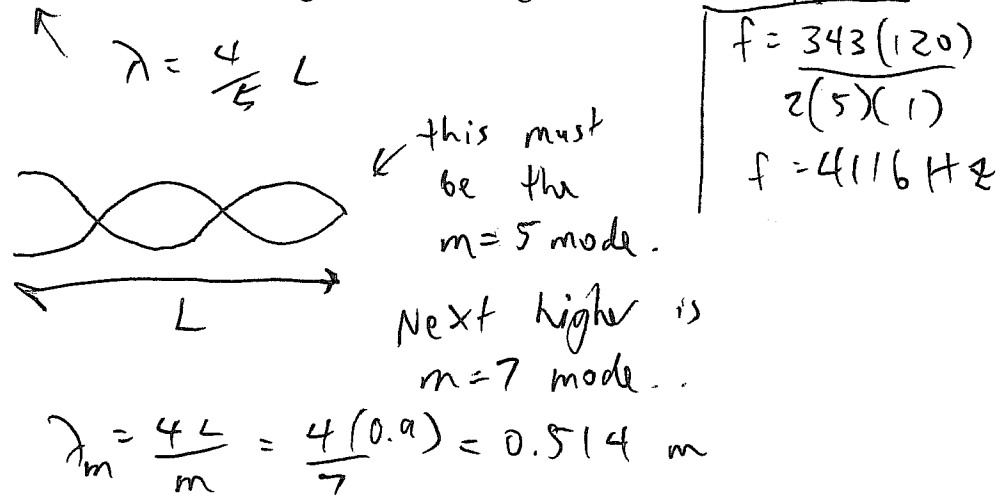 λ = 4/5 L
this must
be the
m = 5 mode.
L
Next higher is
m = 7 mode..
λm = 4L/m = 4(0.9)/7 = 0.514 m
f = 343(120)/2(5)(1)
f = 4116 Hz